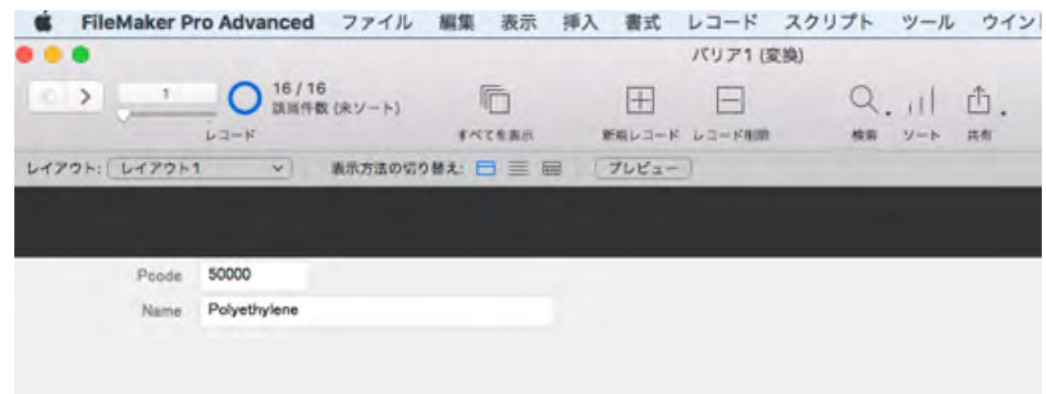 FileMaker Pro Advanced ファイル 編集 表示 挿入 書式 レコード スクリプト ツール ウイン
バリア1 (変換)
1
16 / 16
該当件数 (未ソート)
レコード
すべてを表示
新規レコード
レコード削除
検索
ソート
共有
レイアウト: レイアウト1
表示方法の切り替え:
プレビュー
Pcode 50000
Name Polyethylene